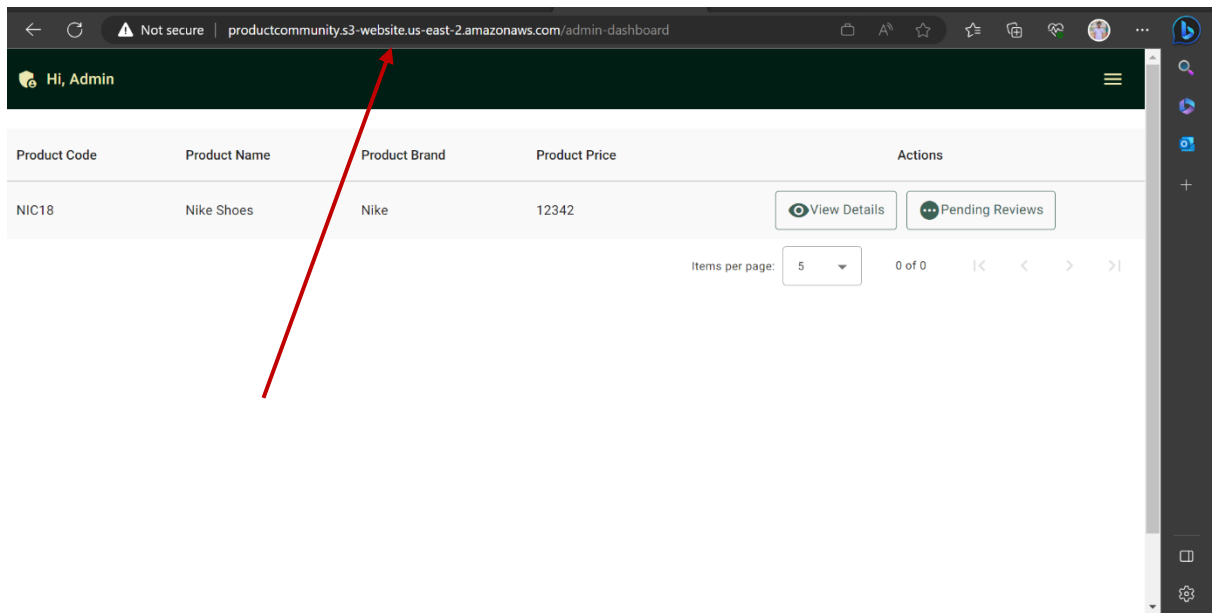 Not secure | productcommunity.s3-website.us-east-2.amazonaws.com/admin-dashboard
Hi, Admin
Product Code Product Name Product Brand Product Price Actions
NIC18 Nike Shoes Nike 12342 View Details Pending Reviews
Items per page: 5 0 of 0